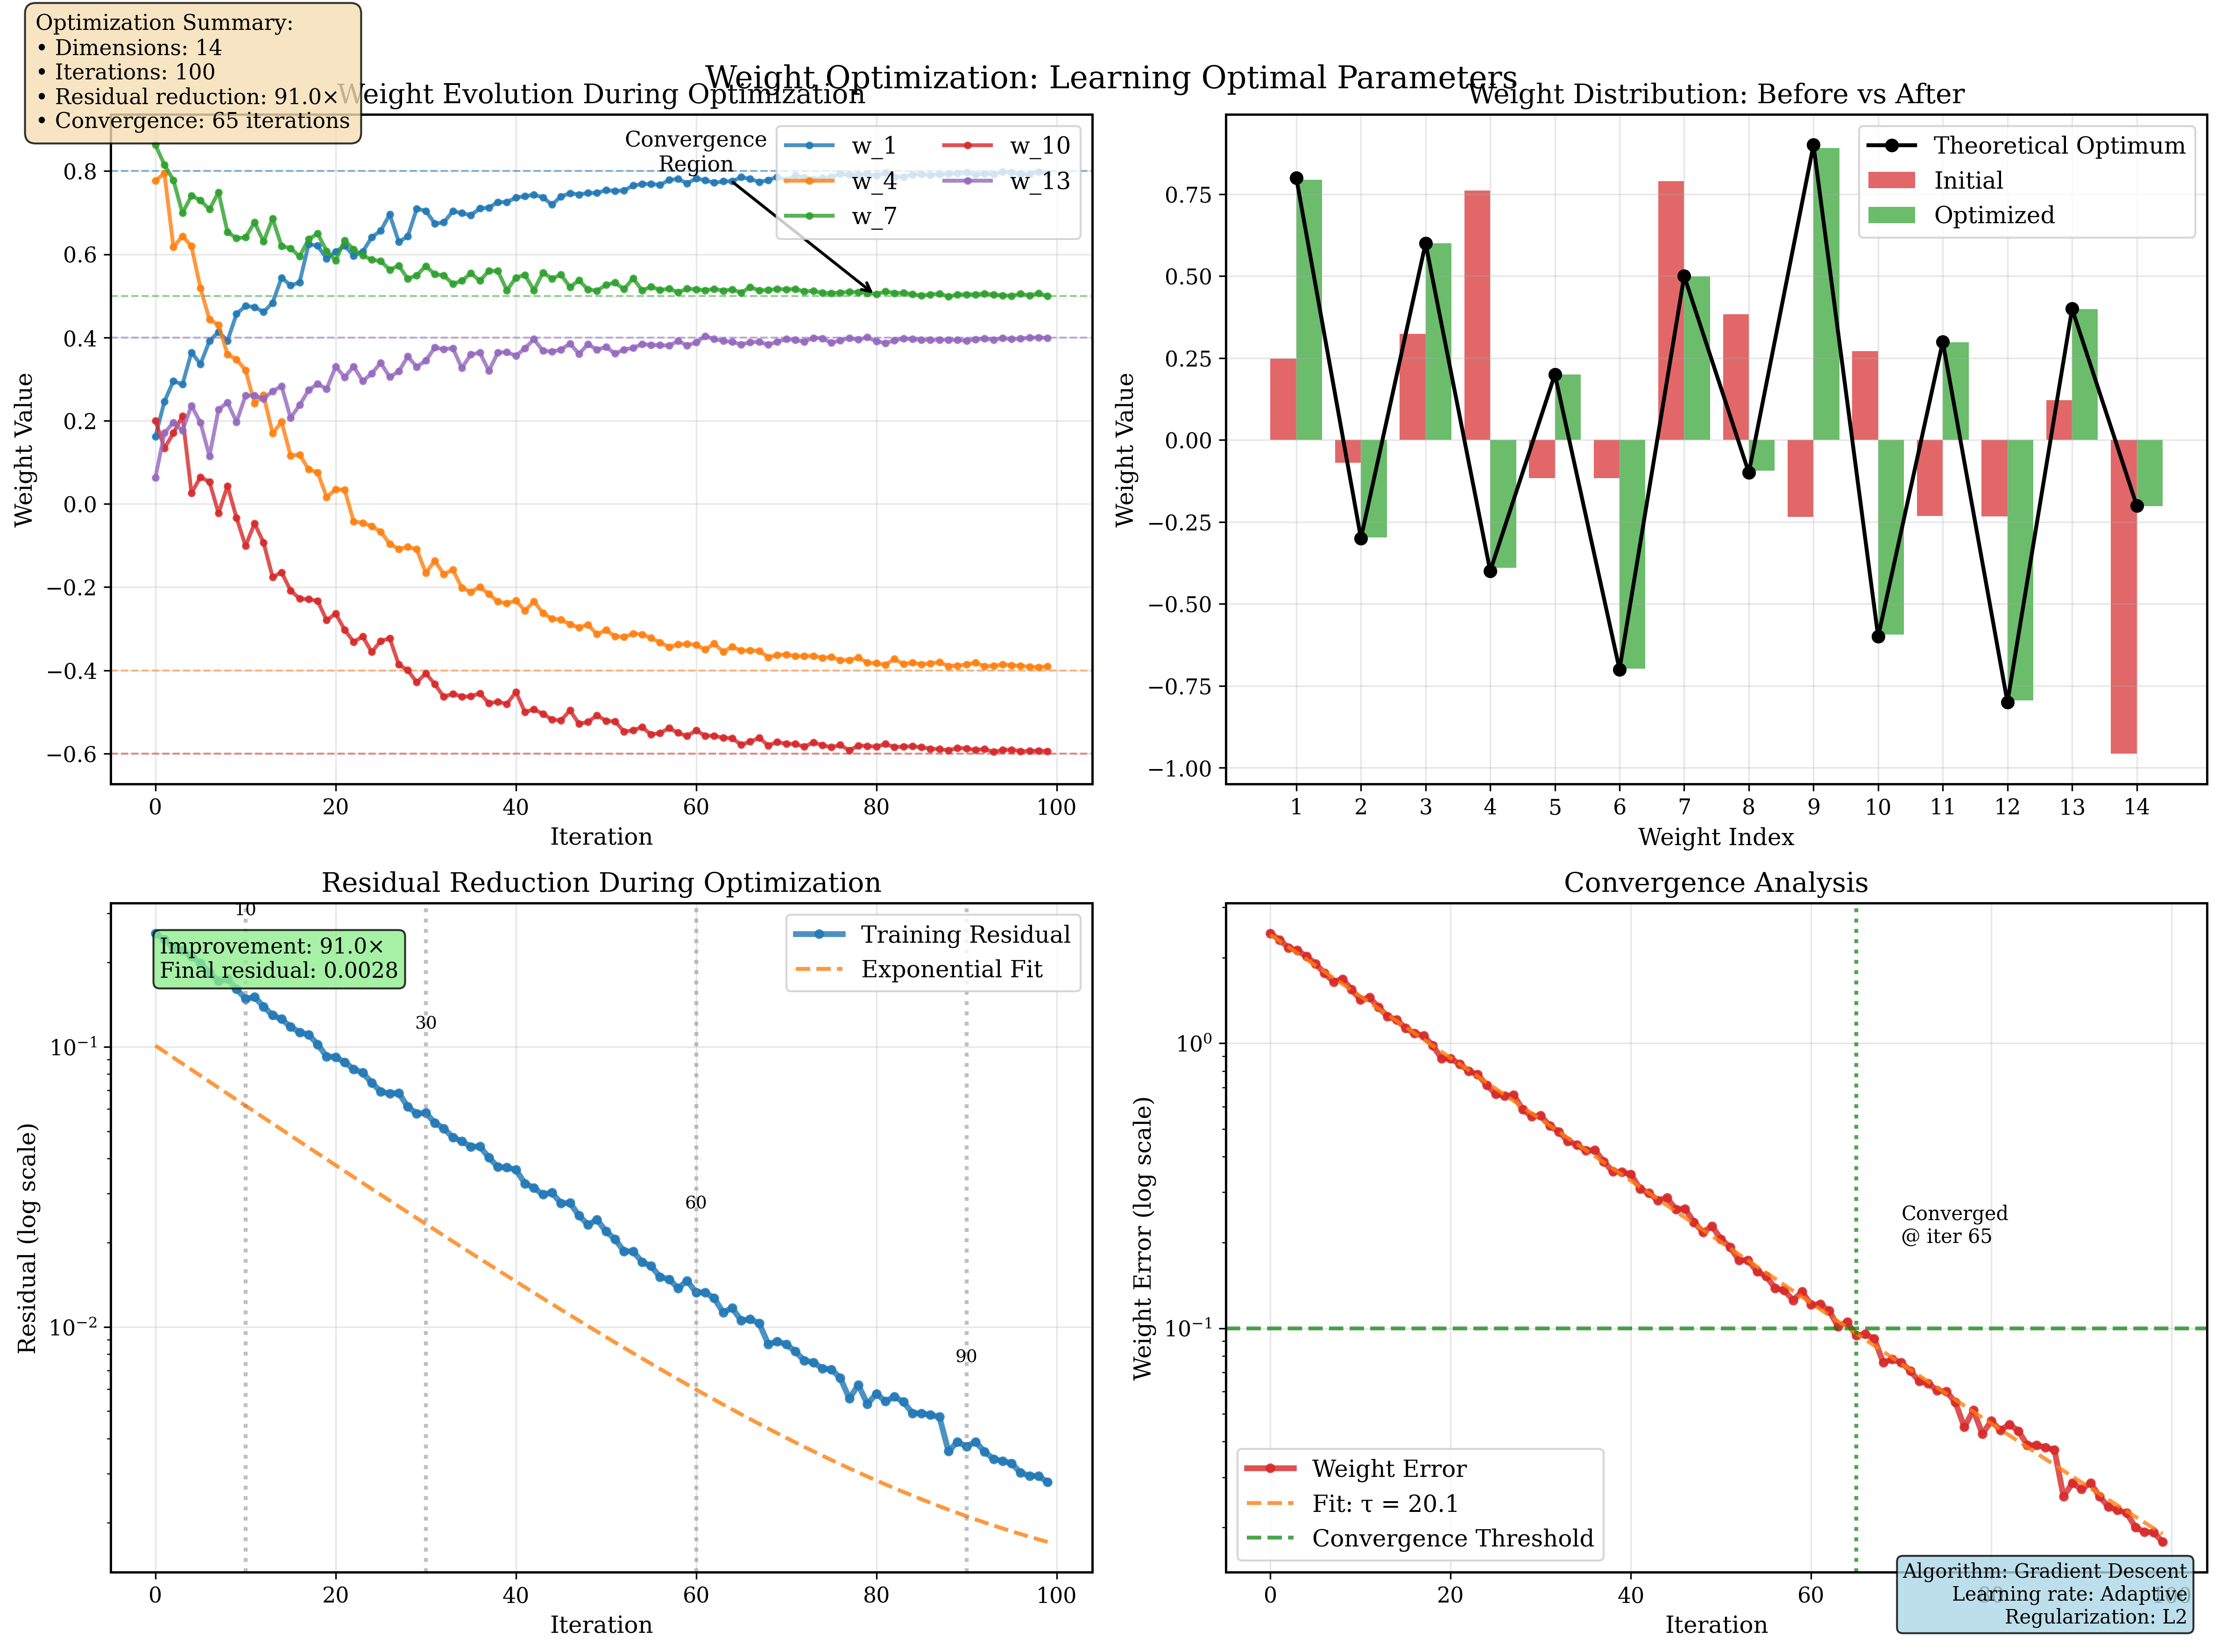 Optimization Summary:
• Dimensions: 14
• Iterations: 100
• Residual reduction: 91.0×
• Convergence: 65 iterations
Weight Optimization: Learning Optimal Parameters
Weight Evolution During Optimization
Convergence
Region
w_1
w_4
w_7
w_10
w_13
0.8
0.6
0.4
0.2
0.0
−0.2
−0.4
−0.6
Weight Value
0 20 40 60 80 100
Iteration
Weight Distribution: Before vs After
Theoretical Optimum
Initial
Optimized
0.75
0.50
0.25
0.00
−0.25
−0.50
−0.75
−1.00
Weight Value
1 2 3 4 5 6 7 8 9 10 11 12 13 14
Weight Index
Residual Reduction During Optimization
10
30
60
90
Improvement: 91.0×
Final residual: 0.0028
Training Residual
Exponential Fit
10⁻¹
10⁻²
Residual (log scale)
0 20 40 60 80 100
Iteration
Convergence Analysis
Converged
@ iter 65
10⁰
10⁻¹
Weight Error (log scale)
Weight Error
Fit: τ = 20.1
Convergence Threshold
0 20 40 60 80 100
Iteration
Algorithm: Gradient Descent
Learning rate: Adaptive
Regularization: L2